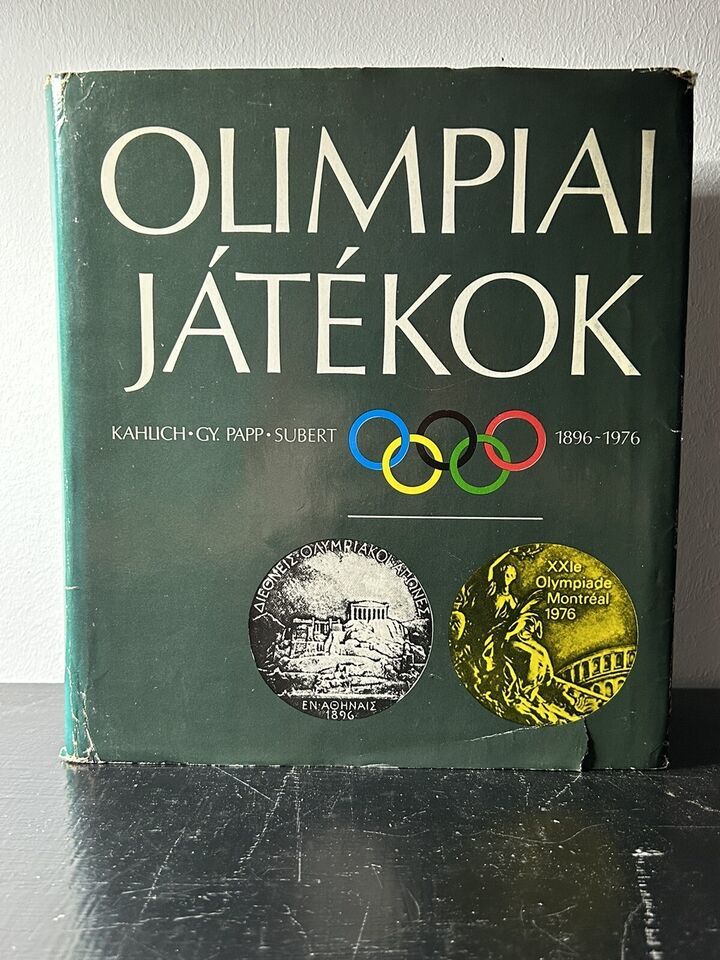 OLIMPIAI
JÁTÉKOK
KAHLICH • GY. PAPP • SUBERT
1896-1976
ΔΙΕΘΝΕΙΣ·ΟΛΥΜΠΙΑΚΟΙ ΑΓΩΝΕΣ
ΕΝ·ΑΘΗΝΑΙΣ
1896
XXIe
Olympiade
Montréal
1976